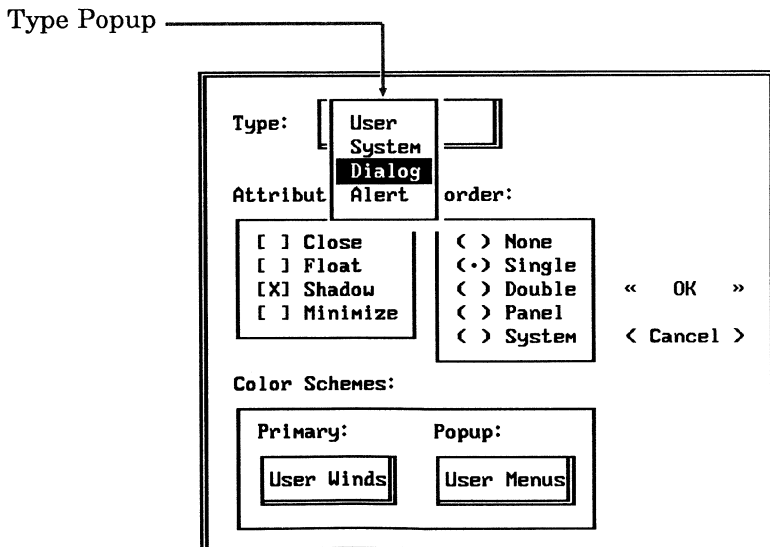 Type Popup
Type:
User
System
Dialog
Alert
Attribut
order:
[ ] Close
[ ] Float
[X] Shadow
[ ] Minimize
( ) None
(·) Single
( ) Double
( ) Panel
( ) System
« OK »
< Cancel >
Color Schemes:
Primary:
Popup:
User Winds
User Menus